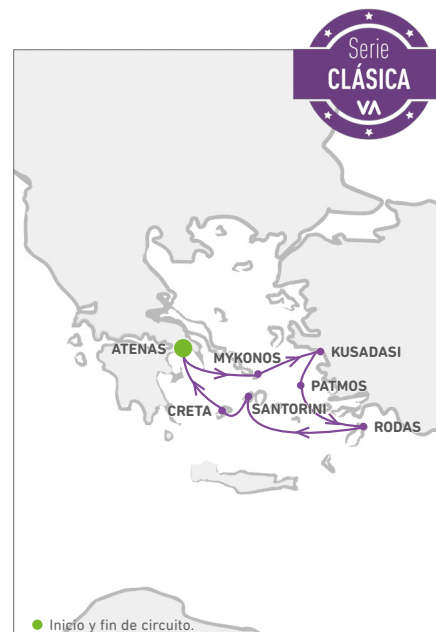 Serie
CLÁSICA
VA
ATENAS
MYKONOS
KUSADASI
PATMOS
CRETA
SANTORINI
RODAS
Inicio y fin de circuito.